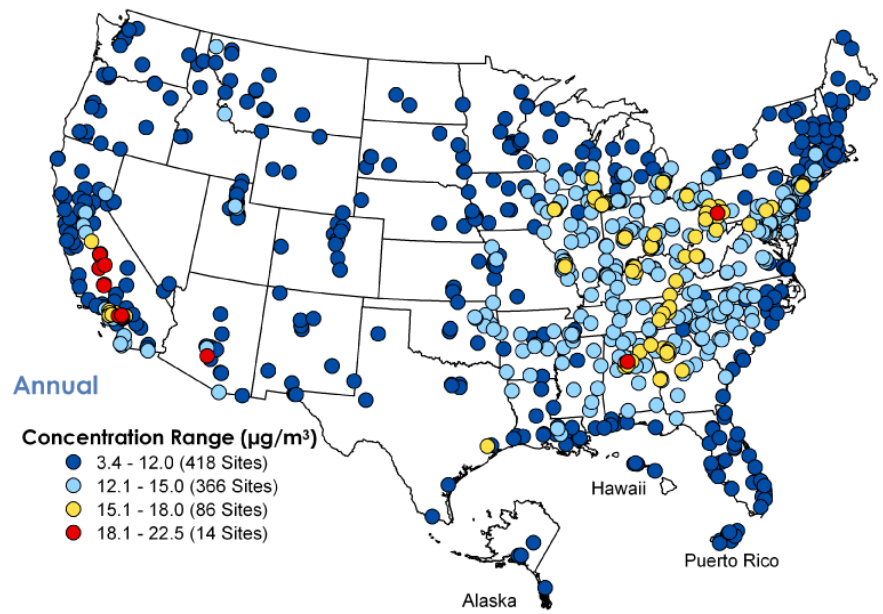 Annual
Concentration Range (µg/m³)
3.4 - 12.0 (418 Sites)
12.1 - 15.0 (366 Sites)
15.1 - 18.0 (86 Sites)
18.1 - 22.5 (14 Sites)
Hawaii
Puerto Rico
Alaska